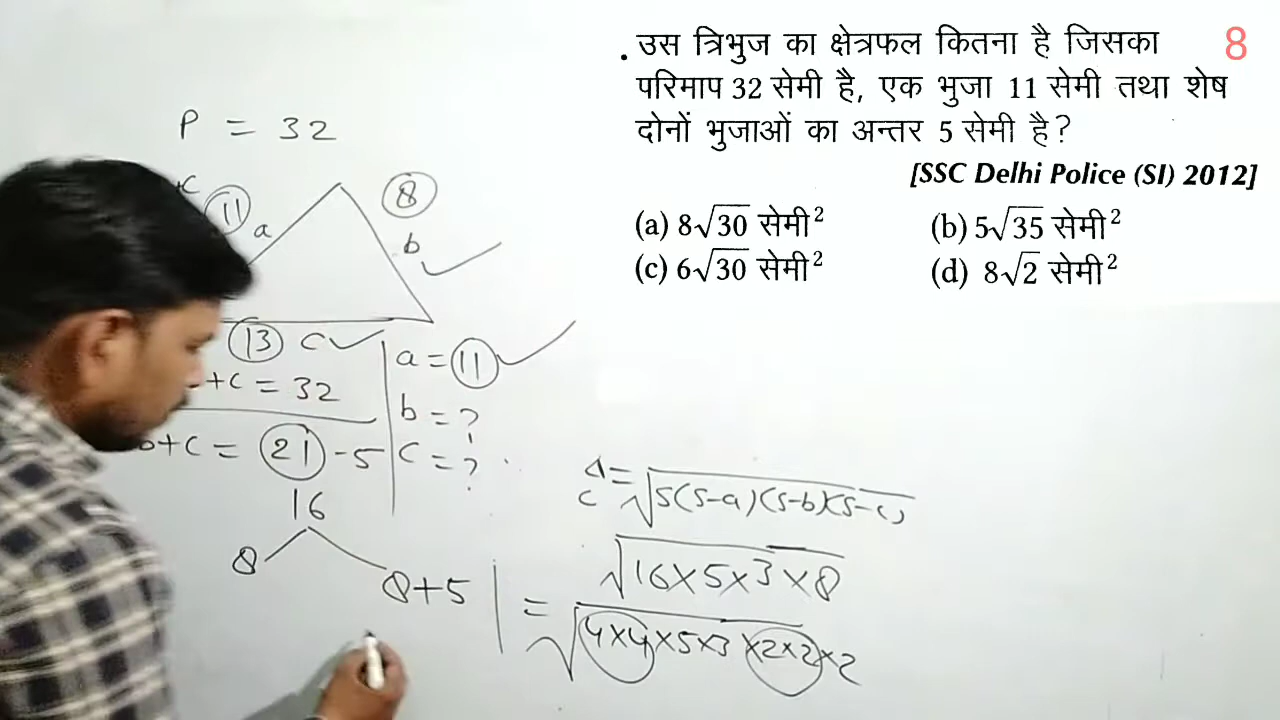 . उस त्रिभुज का क्षेत्रफल कितना है जिसका
8
परिमाप 32 सेमी है, एक भुजा 11 सेमी तथा शेष
दोनों भुजाओं का अन्तर 5 सेमी है?
[SSC Delhi Police (SI) 2012]
(a) 8√30 सेमी² (b) 5√35 सेमी²
(c) 6√30 सेमी² (d) 8√2 सेमी²
P = 32
11
8
a
b
13 c
+c = 32
b+c = 21 -5
16
8 8+5
a = 11
b = ?
c = ?
= √4×4×5×3×2×2×2
√16×5×3×8